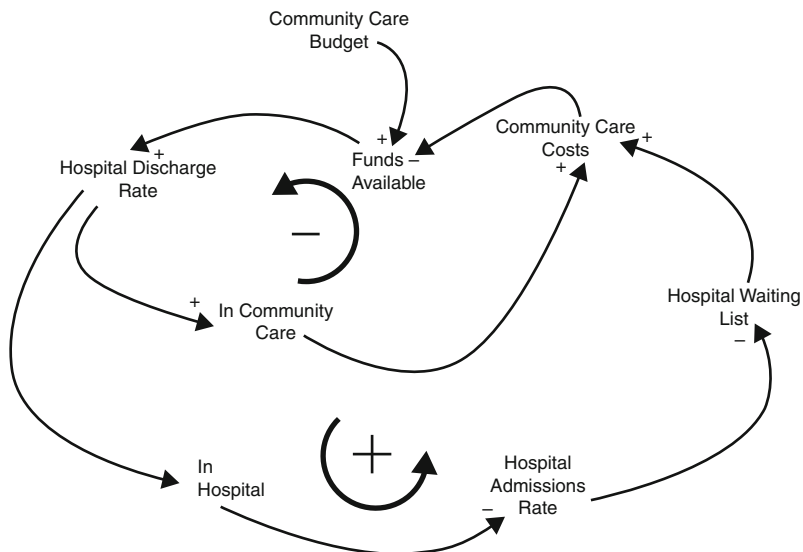 Community Care
Budget
+
Funds –
Available
Community Care
Costs
+
+
+
Hospital Discharge
Rate
–
+
In Community
Care
Hospital Waiting
List
–
+
In
Hospital
Hospital
Admissions
Rate
–